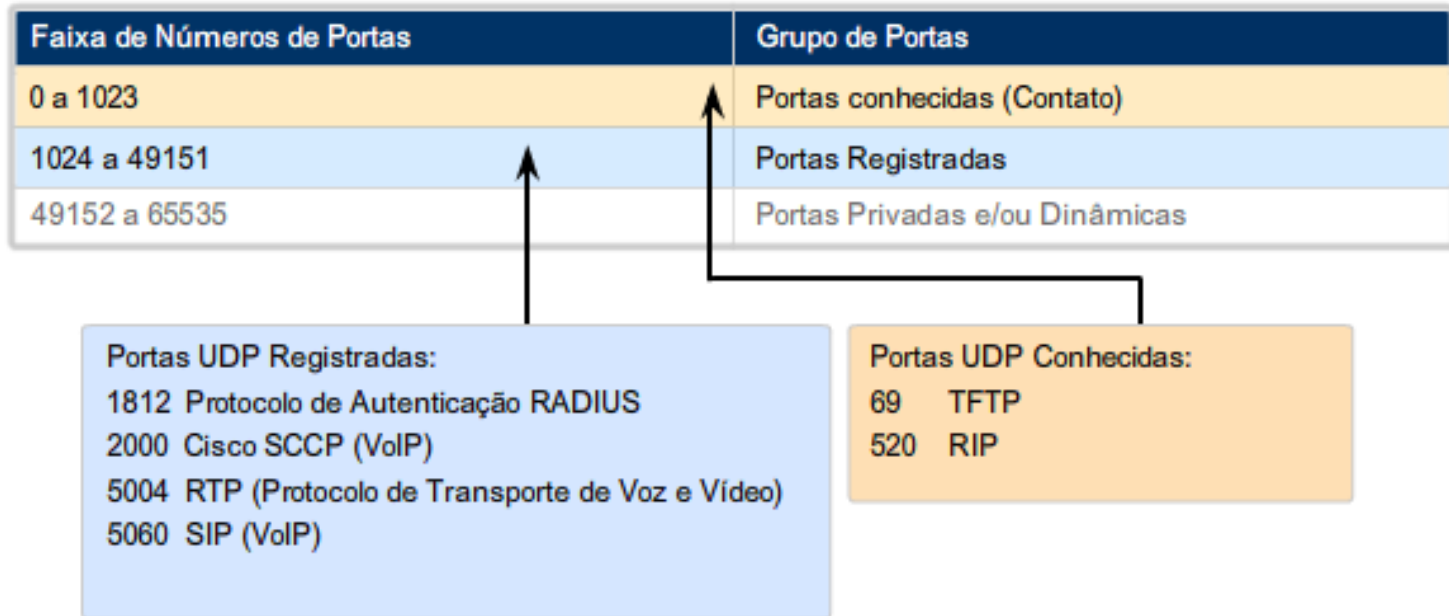 Faixa de Números de Portas Grupo de Portas
0 a 1023 Portas conhecidas (Contato)
1024 a 49151 Portas Registradas
49152 a 65535 Portas Privadas e/ou Dinâmicas
Portas UDP Registradas:
1812 Protocolo de Autenticação RADIUS
2000 Cisco SCCP (VoIP)
5004 RTP (Protocolo de Transporte de Voz e Vídeo)
5060 SIP (VoIP)
Portas UDP Conhecidas:
69 TFTP
520 RIP